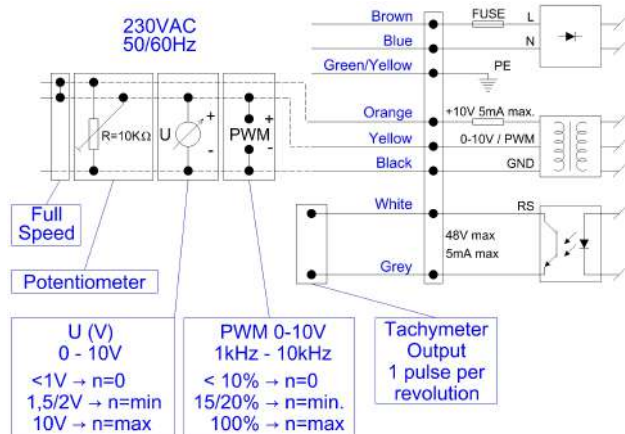 230VAC
50/60Hz
Brown
FUSE
L
Blue
N
Green/Yellow
PE
Orange
+10V 5mA max.
Yellow
0-10V / PWM
Black
GND
R=10KΩ
U
+
-
PWM
+
-
White
RS
48V max
5mA max
Grey
Full
Speed
Potentiometer
U (V)
0 - 10V
<1V → n=0
1,5/2V → n=min
10V → n=max
PWM 0-10V
1kHz - 10kHz
< 10% → n=0
15/20% → n=min.
100% → n=max
Tachymeter
Output
1 pulse per
revolution